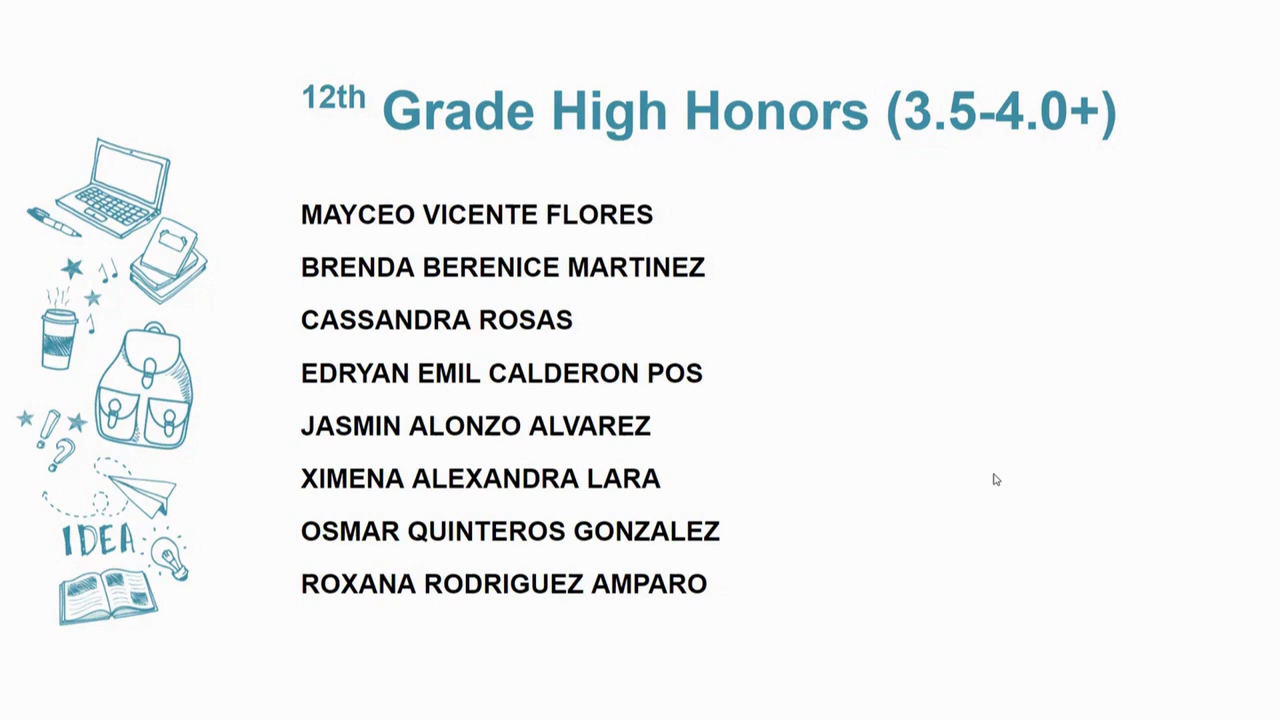 12th Grade High Honors (3.5-4.0+)
MAYCEO VICENTE FLORES
BRENDA BERENICE MARTINEZ
CASSANDRA ROSAS
EDRYAN EMIL CALDERON POS
JASMIN ALONZO ALVAREZ
XIMENA ALEXANDRA LARA
OSMAR QUINTEROS GONZALEZ
ROXANA RODRIGUEZ AMPARO
IDEA